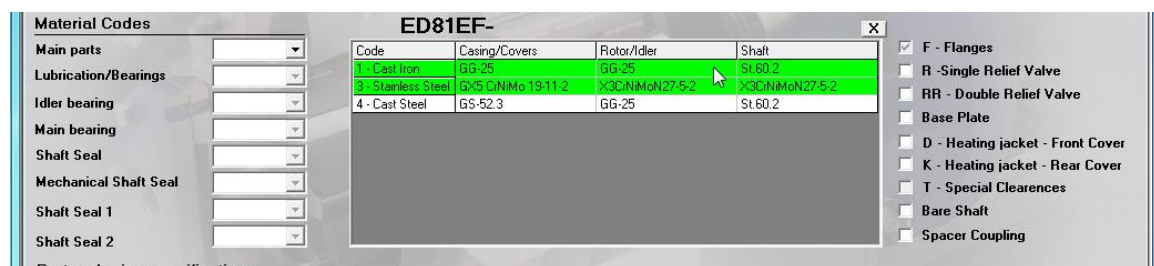 Material Codes
ED81EF-
X
Main parts
Lubrication/Bearings
Idler bearing
Main bearing
Shaft Seal
Mechanical Shaft Seal
Shaft Seal 1
Shaft Seal 2
Code Casing/Covers Rotor/Idler Shaft
1 - Cast Iron GG-25 GG-25 St.60.2
3 - Stainless Steel GX5 CrNiMo 19-11-2 X3CrNiMoN27-5-2 X3CrNiMoN27-5-2
4 - Cast Steel GS-52.3 GG-25 St.60.2
F - Flanges
R -Single Relief Valve
RR - Double Relief Valve
Base Plate
D - Heating jacket - Front Cover
K - Heating jacket - Rear Cover
T - Special Clearences
Bare Shaft
Spacer Coupling